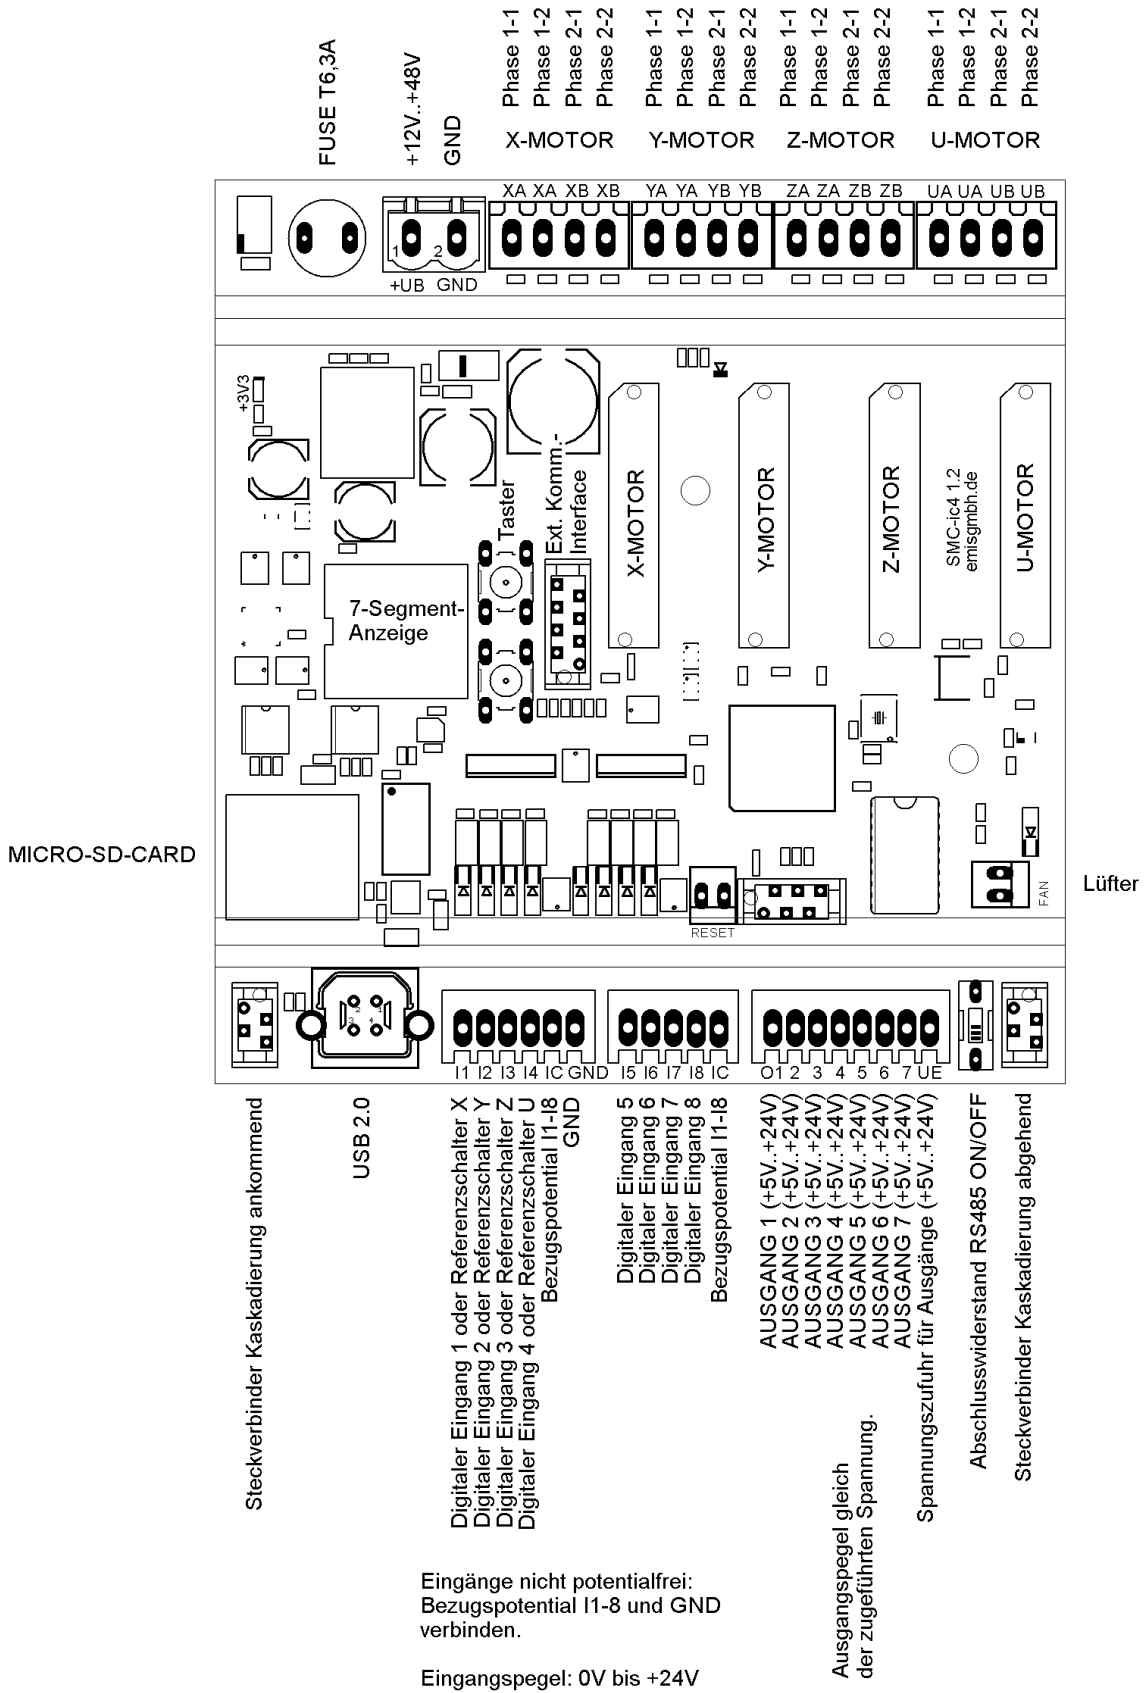 FUSE T6,3A
+12V..+48V
GND
Phase 1-1
Phase 1-2
Phase 2-1
Phase 2-2
Phase 1-1
Phase 1-2
Phase 2-1
Phase 2-2
Phase 1-1
Phase 1-2
Phase 2-1
Phase 2-2
Phase 1-1
Phase 1-2
Phase 2-1
Phase 2-2
X-MOTOR
Y-MOTOR
Z-MOTOR
U-MOTOR
XA XA XB XB
YA YA YB YB
ZA ZA ZB ZB
UA UA UB UB
1 2
+UB GND
+3V3
Taster
Ext. Komm.-
Interface
X-MOTOR
Y-MOTOR
Z-MOTOR
SMC-ic4 1.2
emisgmbh.de
U-MOTOR
7-Segment-
Anzeige
MICRO-SD-CARD
Lüfter
FAN
RESET
2 1
3 4
I1 I2 I3 I4 IC GND
I5 I6 I7 I8 IC
O1 2 3 4 5 6 7 UE
Steckverbinder Kaskadierung ankommend
USB 2.0
Digitaler Eingang 1 oder Referenzschalter X
Digitaler Eingang 2 oder Referenzschalter Y
Digitaler Eingang 3 oder Referenzschalter Z
Digitaler Eingang 4 oder Referenzschalter U
Bezugspotential I1-I8
GND
Digitaler Eingang 5
Digitaler Eingang 6
Digitaler Eingang 7
Digitaler Eingang 8
Bezugspotential I1-I8
AUSGANG 1 (+5V..+24V)
AUSGANG 2 (+5V..+24V)
AUSGANG 3 (+5V..+24V)
AUSGANG 4 (+5V..+24V)
AUSGANG 5 (+5V..+24V)
AUSGANG 6 (+5V..+24V)
AUSGANG 7 (+5V..+24V)
Spannungszufuhr für Ausgänge (+5V..+24V)
Abschlusswiderstand RS485 ON/OFF
Steckverbinder Kaskadierung abgehend
Ausgangspegel gleich
der zugeführten Spannung.
Eingänge nicht potentialfrei:
Bezugspotential I1-8 und GND
verbinden.
Eingangspegel: 0V bis +24V